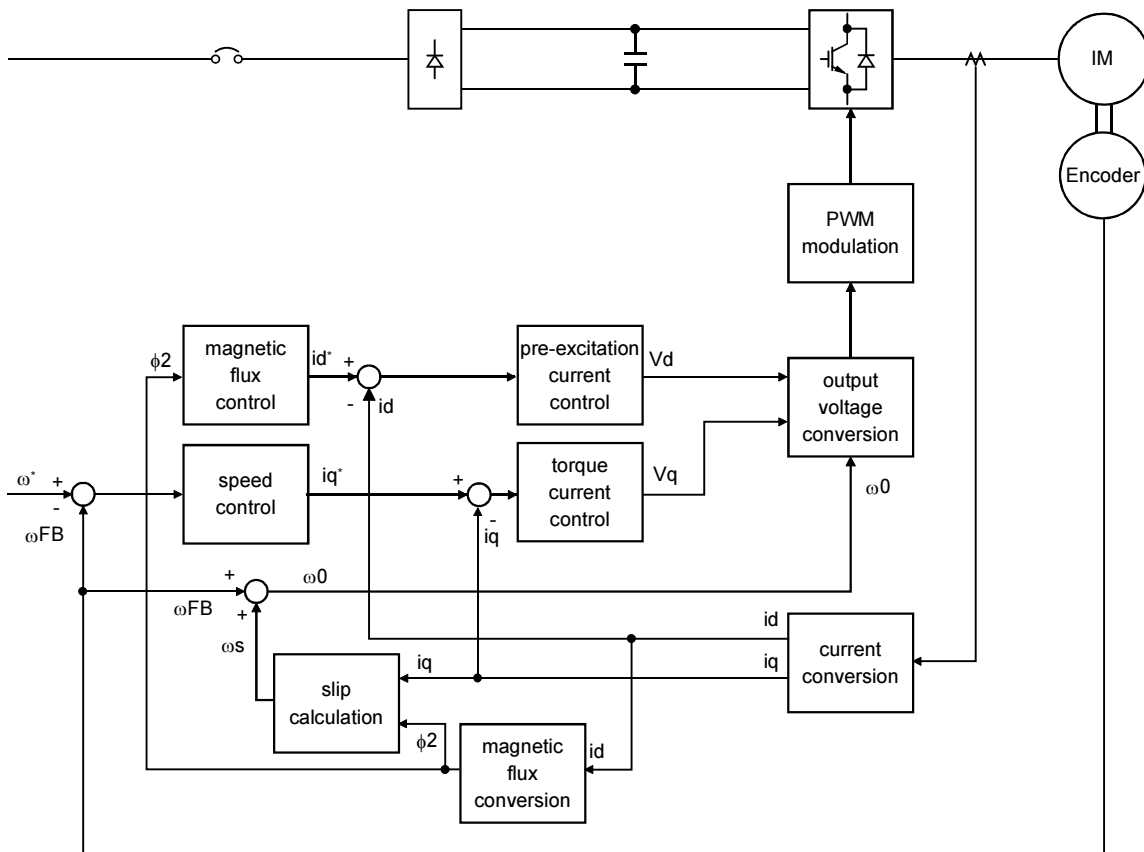 IM
Encoder
PWM
modulation
magnetic
flux
control
ϕ2
id*
+
-
id
pre-excitation
current
control
Vd
output
voltage
conversion
ω*
+
-
ωFB
speed
control
iq*
+
-
iq
torque
current
control
Vq
ω0
+
ωFB
+
ω0
ωs
slip
calculation
iq
ϕ2
id
iq
current
conversion
magnetic
flux
conversion
id